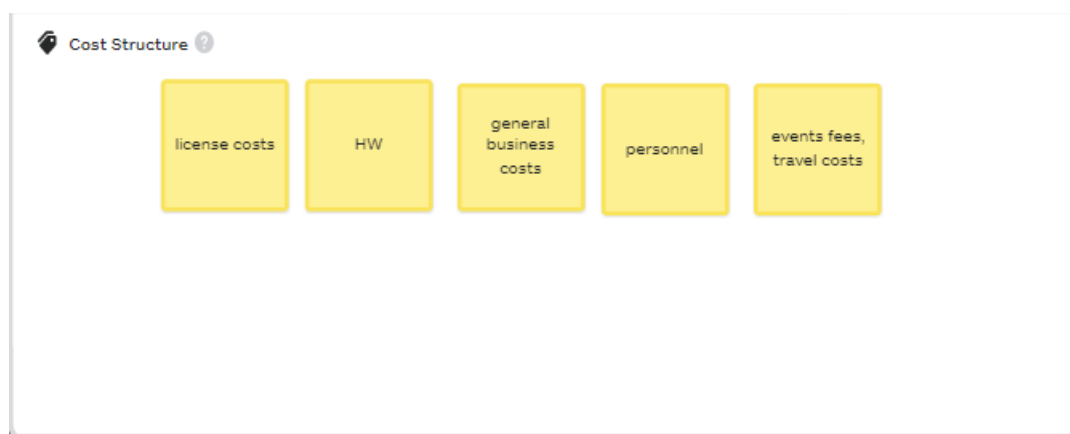 Cost Structure ?
license costs
HW
general
business
costs
personnel
events fees,
travel costs